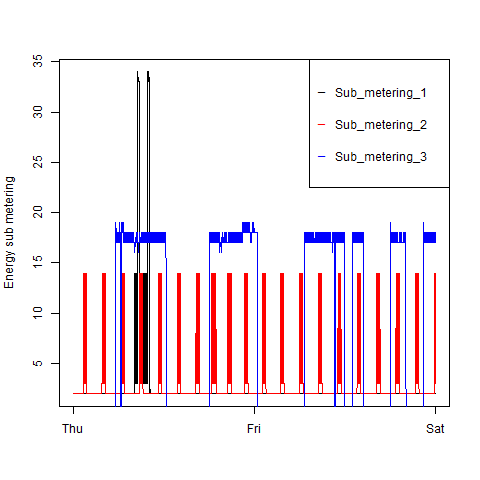 Energy sub metering
35
30
25
20
15
10
5
Thu
Fri
Sat
Sub_metering_1
Sub_metering_2
Sub_metering_3